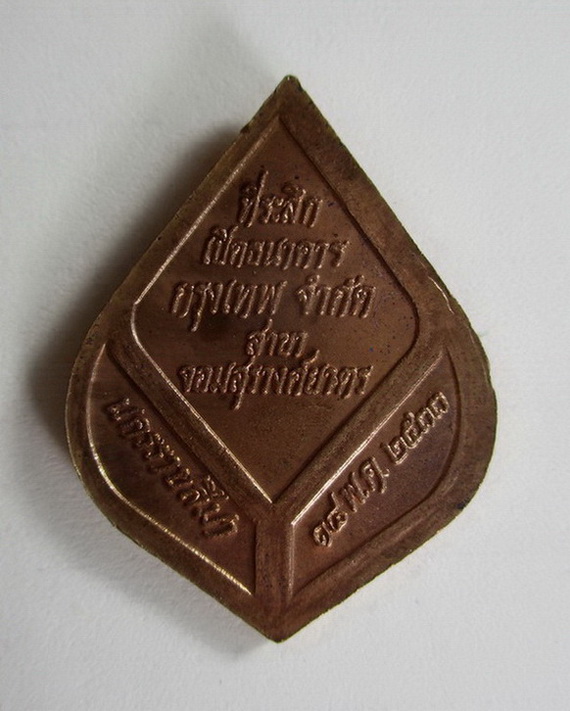 ที่ระลึก
เปิดธนาคาร
กรุงเทพ จำกัด
สาขา
จอมสุรางค์ยาตร
นครราชสีมา
๑๘ พ.ค. ๒๕๓๓